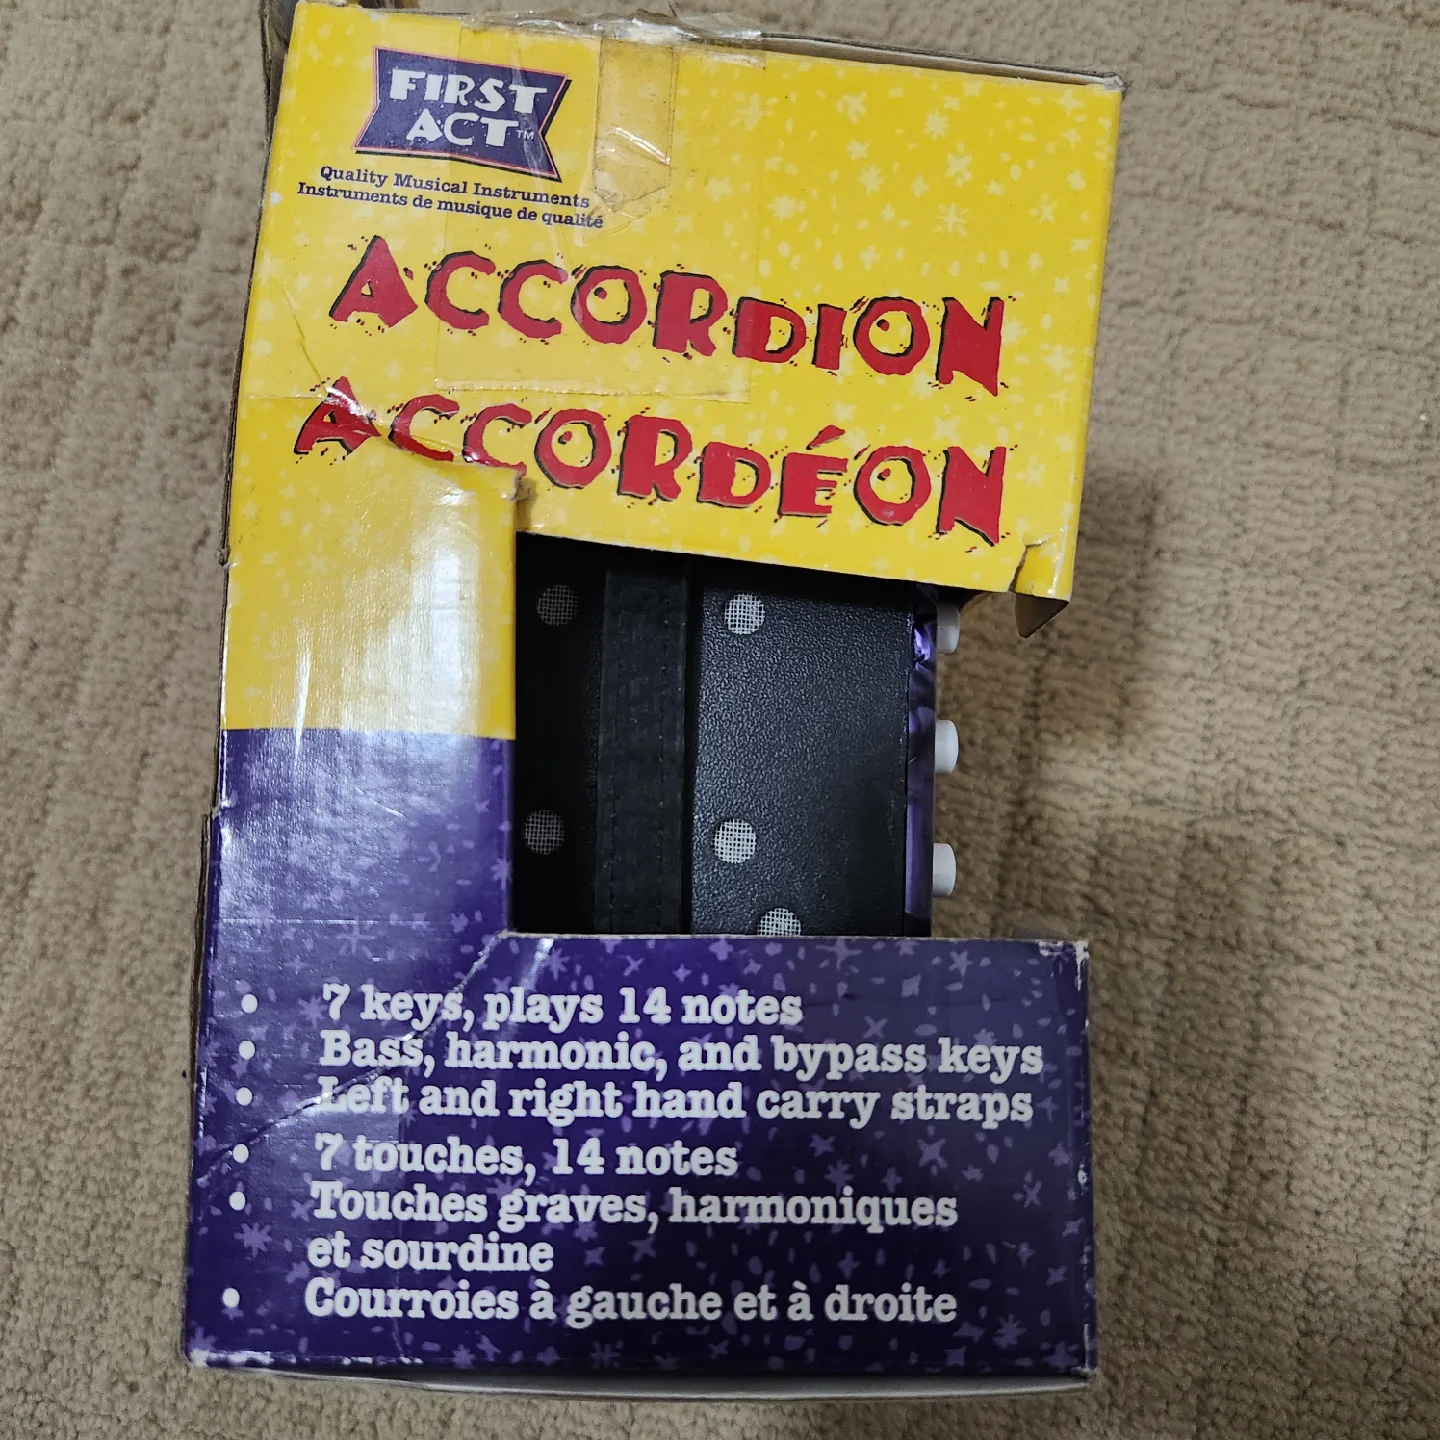 FIRST
ACT™
Quality Musical Instruments
Instruments de musique de qualité
ACCORDION
ACCORDÉON
• 7 keys, plays 14 notes
• Bass, harmonic, and bypass keys
• Left and right hand carry straps
• 7 touches, 14 notes
• Touches graves, harmoniques
et sourdine
• Courroies à gauche et à droite